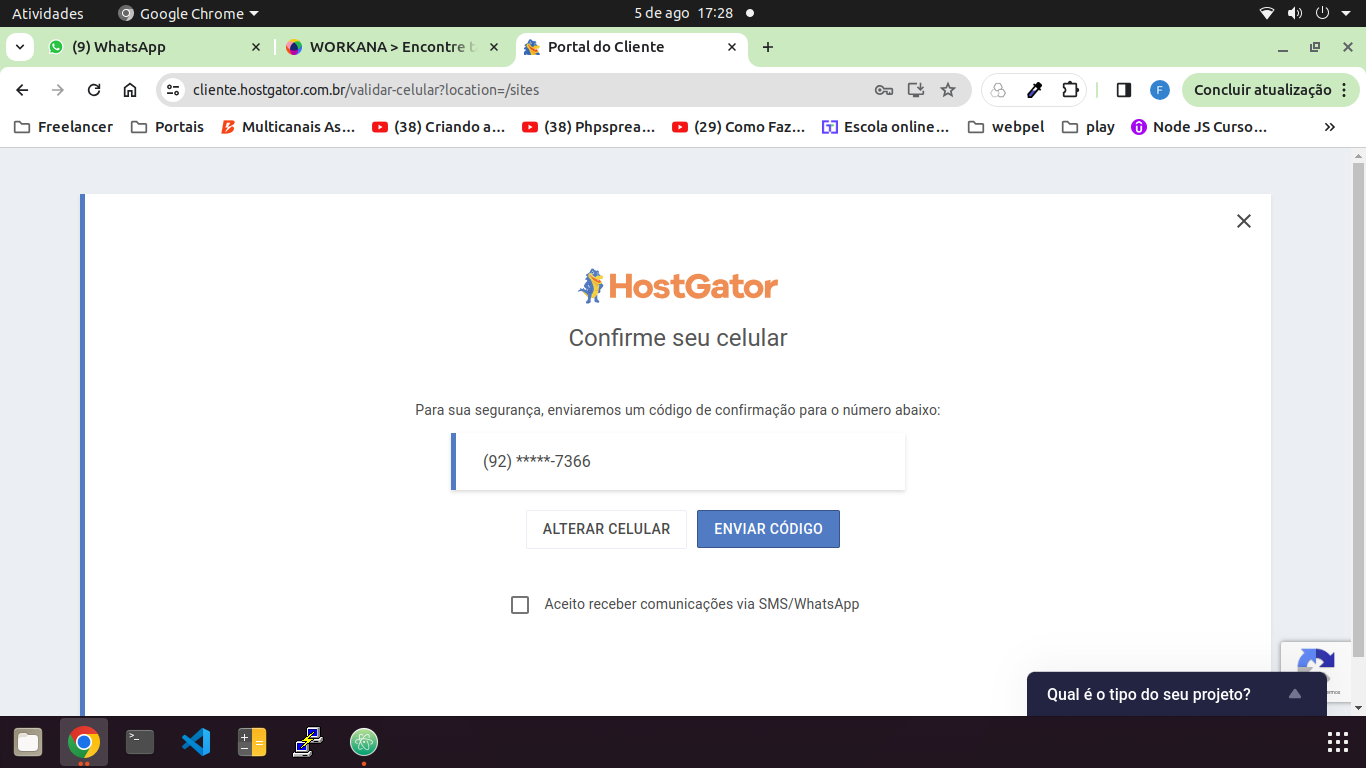 Atividades
Google Chrome
5 de ago 17:28
(9) WhatsApp
WORKANA > Encontre t
Portal do Cliente
cliente.hostgator.com.br/validar-celular?location=/sites
F
Concluir atualização
Freelancer
Portais
Multicanais As...
(38) Criando a...
(38) Phpsprea...
(29) Como Faz...
Escola online...
webpel
play
Node JS Curso...
HostGator
Confirme seu celular
Para sua segurança, enviaremos um código de confirmação para o número abaixo:
(92) *****-7366
ALTERAR CELULAR
ENVIAR CÓDIGO
Aceito receber comunicações via SMS/WhatsApp
Qual é o tipo do seu projeto?